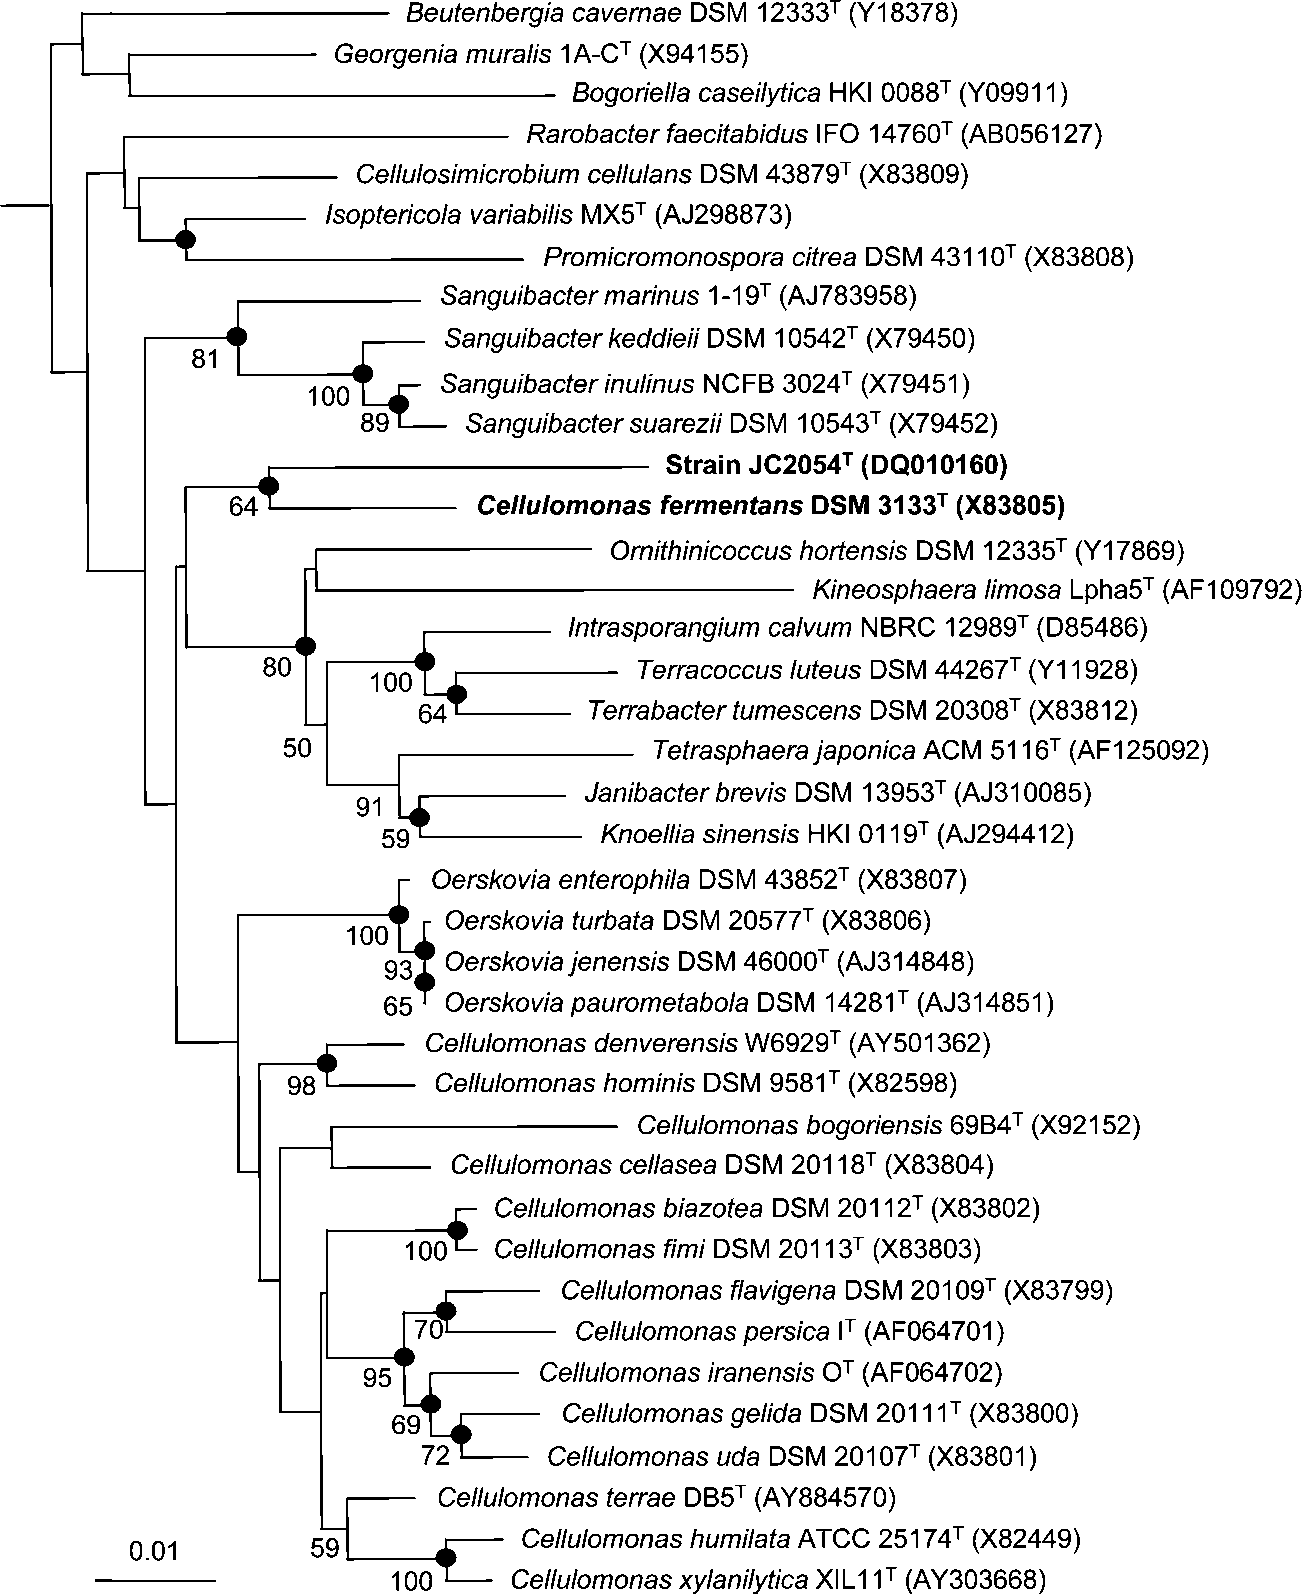 Beutenbergia cavernae DSM 12333ᵀ (Y18378)
Georgenia muralis 1A-Cᵀ (X94155)
Bogoriella caseilytica HKI 0088ᵀ (Y09911)
Rarobacter faecitabidus IFO 14760ᵀ (AB056127)
Cellulosimicrobium cellulans DSM 43879ᵀ (X83809)
Isoptericola variabilis MX5ᵀ (AJ298873)
Promicromonospora citrea DSM 43110ᵀ (X83808)
Sanguibacter marinus 1-19ᵀ (AJ783958)
Sanguibacter keddieii DSM 10542ᵀ (X79450)
81
Sanguibacter inulinus NCFB 3024ᵀ (X79451)
100
Sanguibacter suarezii DSM 10543ᵀ (X79452)
89
Strain JC2054ᵀ (DQ010160)
Cellulomonas fermentans DSM 3133ᵀ (X83805)
64
Ornithinicoccus hortensis DSM 12335ᵀ (Y17869)
Kineosphaera limosa Lpha5ᵀ (AF109792)
Intrasporangium calvum NBRC 12989ᵀ (D85486)
80
Terracoccus luteus DSM 44267ᵀ (Y11928)
100
Terrabacter tumescens DSM 20308ᵀ (X83812)
64
50
Tetrasphaera japonica ACM 5116ᵀ (AF125092)
Janibacter brevis DSM 13953ᵀ (AJ310085)
91
Knoellia sinensis HKI 0119ᵀ (AJ294412)
59
Oerskovia enterophila DSM 43852ᵀ (X83807)
Oerskovia turbata DSM 20577ᵀ (X83806)
100
Oerskovia jenensis DSM 46000ᵀ (AJ314848)
93
Oerskovia paurometabola DSM 14281ᵀ (AJ314851)
65
Cellulomonas denverensis W6929ᵀ (AY501362)
Cellulomonas hominis DSM 9581ᵀ (X82598)
98
Cellulomonas bogoriensis 69B4ᵀ (X92152)
Cellulomonas cellasea DSM 20118ᵀ (X83804)
Cellulomonas biazotea DSM 20112ᵀ (X83802)
Cellulomonas fimi DSM 20113ᵀ (X83803)
100
Cellulomonas flavigena DSM 20109ᵀ (X83799)
Cellulomonas persica Iᵀ (AF064701)
70
Cellulomonas iranensis Oᵀ (AF064702)
95
Cellulomonas gelida DSM 20111ᵀ (X83800)
69
Cellulomonas uda DSM 20107ᵀ (X83801)
72
Cellulomonas terrae DB5ᵀ (AY884570)
Cellulomonas humilata ATCC 25174ᵀ (X82449)
59
0.01
Cellulomonas xylanilytica XIL11ᵀ (AY303668)
100